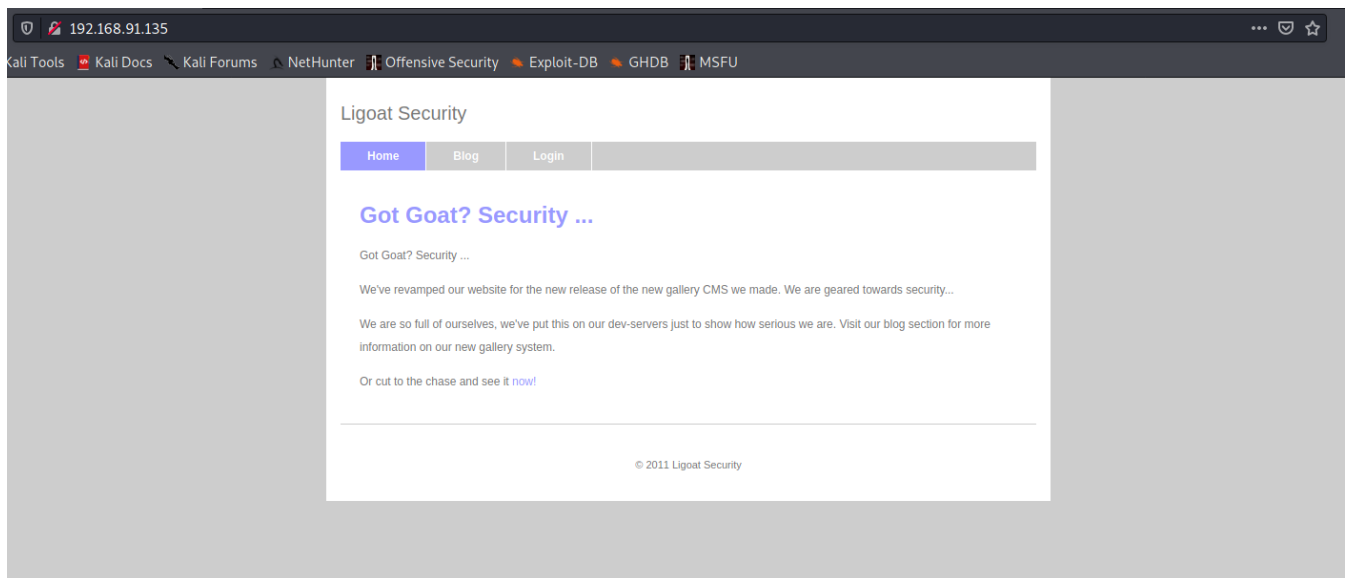 192.168.91.135
Kali Tools Kali Docs Kali Forums NetHunter Offensive Security Exploit-DB GHDB MSFU
Ligoat Security
Home Blog Login
Got Goat? Security ...
Got Goat? Security ...
We've revamped our website for the new release of the new gallery CMS we made. We are geared towards security...
We are so full of ourselves, we've put this on our dev-servers just to show how serious we are. Visit our blog section for more
information on our new gallery system.
Or cut to the chase and see it now!
© 2011 Ligoat Security